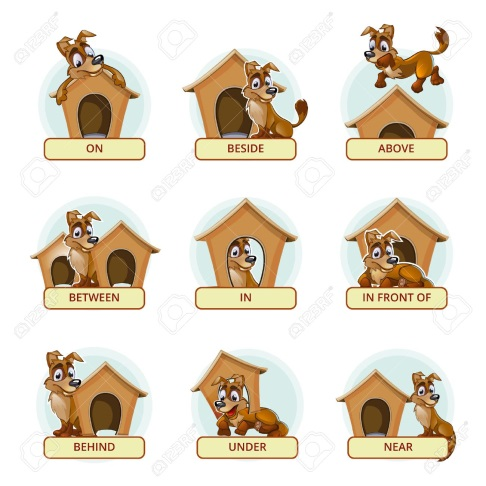 ON
BESIDE
ABOVE
BETWEEN
IN
IN FRONT OF
BEHIND
UNDER
NEAR